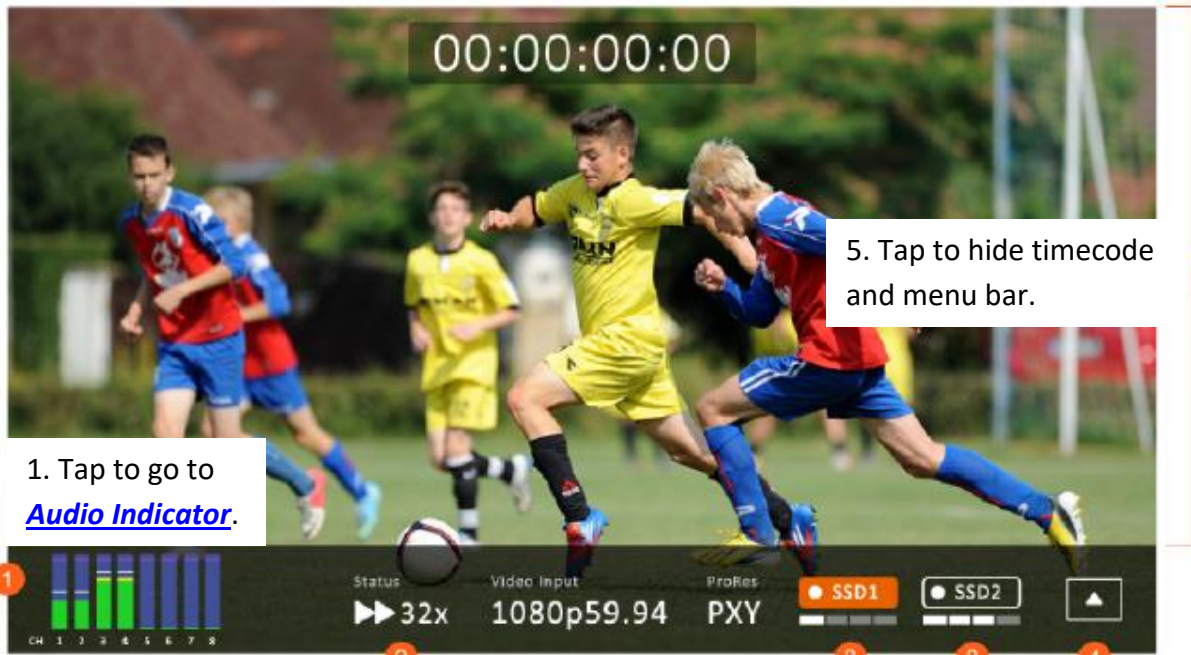 00:00:00:00
5. Tap to hide timecode
and menu bar.
1. Tap to go to
Audio Indicator.
1
Status
32x
Video Input
1080p59.94
ProRes
PXY
SSD1
SSD2
CH 1 2 3 4 5 6 7 8